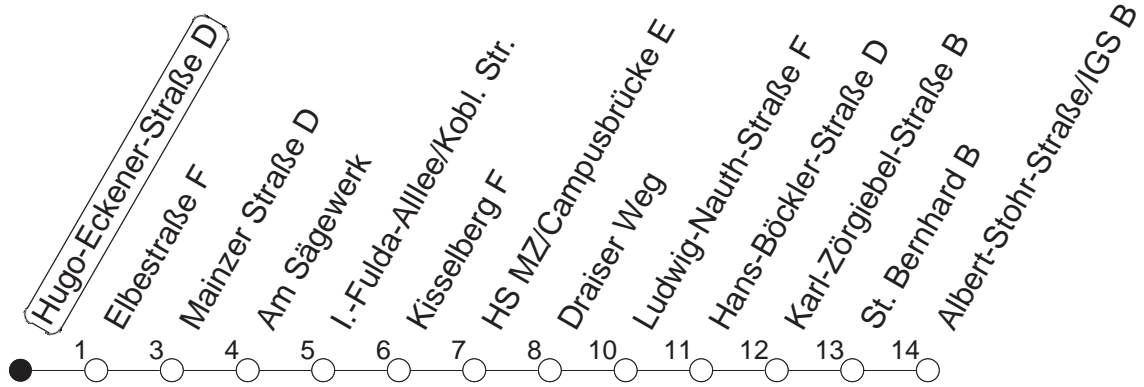 Hugo-Eckener-Straße D
Elbestraße F
Mainzer Straße D
Am Sägewerk
I.-Fulda-Alllee/Kobl. Str.
Kisselberg F
HS MZ/Campusbrücke E
Draiser Weg
Ludwig-Nauth-Straße F
Hans-Böckler-Straße D
Karl-Zörgiebel-Straße B
St. Bernhard B
Albert-Stohr-Straße/IGS B
1 3 4 5 6 7 8 10 11 12 13 14